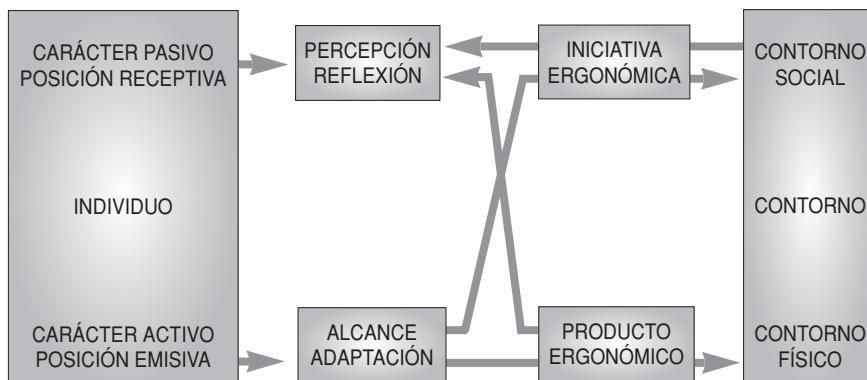 CARÁCTER PASIVO
POSICIÓN RECEPTIVA
INDIVIDUO
CARÁCTER ACTIVO
POSICIÓN EMISIVA
PERCEPCIÓN
REFLEXIÓN
ALCANCE
ADAPTACIÓN
INICIATIVA
ERGONÓMICA
PRODUCTO
ERGONÓMICO
CONTORNO
SOCIAL
CONTORNO
CONTORNO
FÍSICO